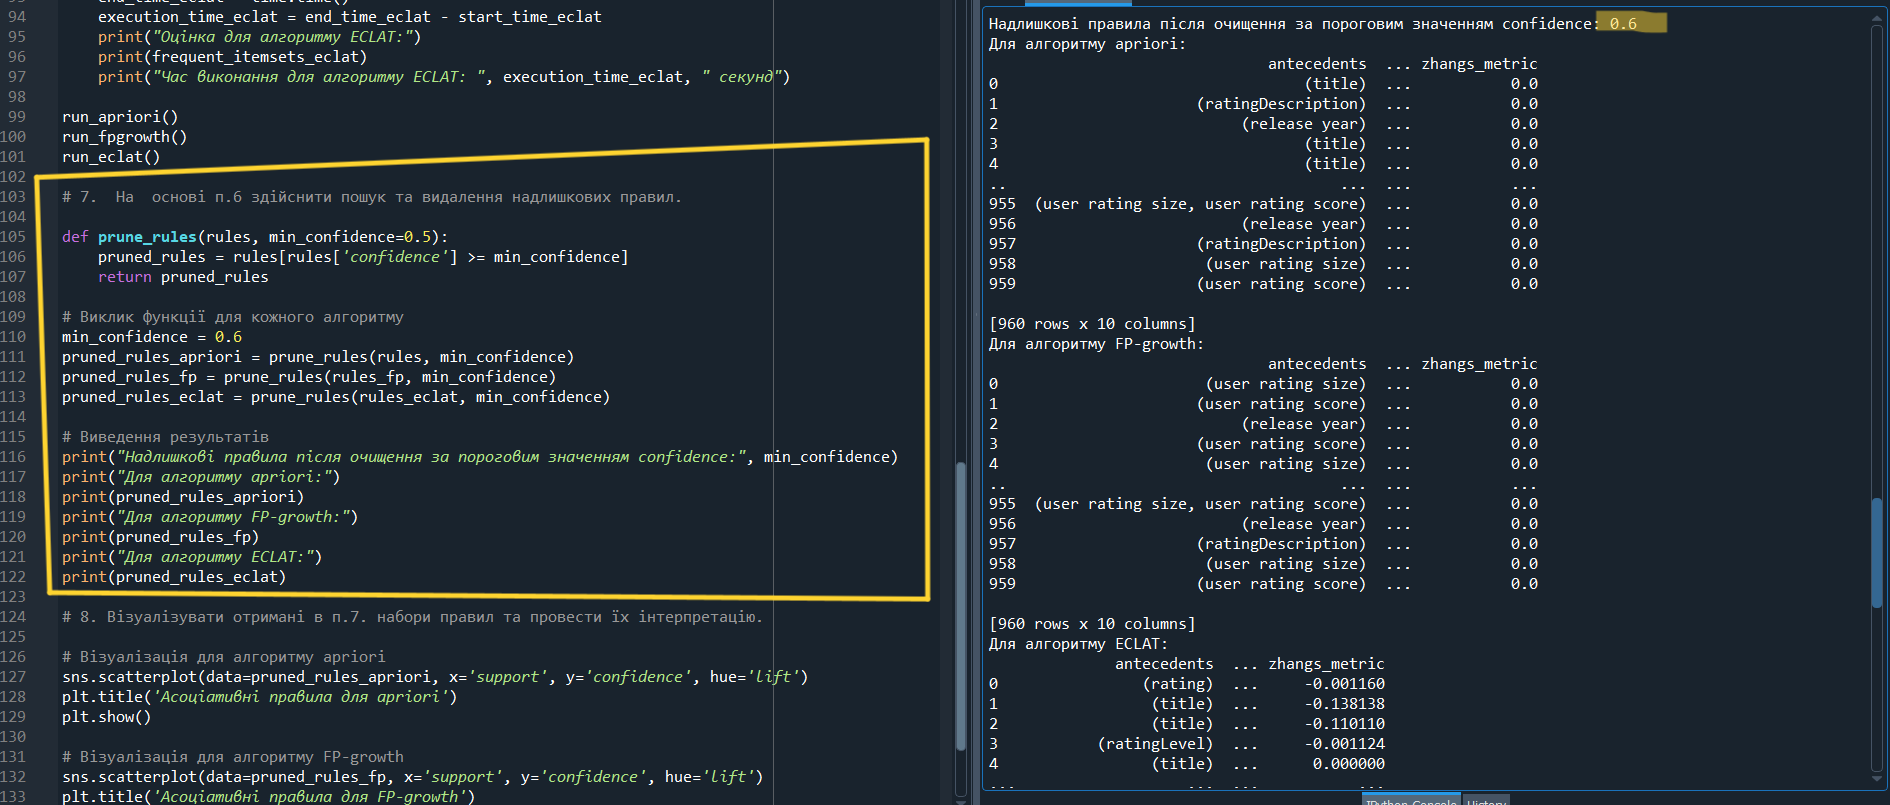 94 execution_time_eclat = end_time_eclat - start_time_eclat
95 print("Оцінка для алгоритму ECLAT:")
96 print(frequent_itemsets_eclat)
97 print("Час виконання для алгоритму ECLAT: ", execution_time_eclat, " секунд")
98
99 run_apriori()
100 run_fpgrowth()
101 run_eclat()
102
103 # 7.  На  основі п.6 здійснити пошук та видалення надлишкових правил.
104
105 def prune_rules(rules, min_confidence=0.5):
106 pruned_rules = rules[rules['confidence'] >= min_confidence]
107 return pruned_rules
108
109 # Виклик функції для кожного алгоритму
110 min_confidence = 0.6
111 pruned_rules_apriori = prune_rules(rules, min_confidence)
112 pruned_rules_fp = prune_rules(rules_fp, min_confidence)
113 pruned_rules_eclat = prune_rules(rules_eclat, min_confidence)
114
115 # Виведення результатів
116 print("Надлишкові правила після очищення за пороговим значенням confidence:", min_confidence)
117 print("Для алгоритму apriori:")
118 print(pruned_rules_apriori)
119 print("Для алгоритму FP-growth:")
120 print(pruned_rules_fp)
121 print("Для алгоритму ECLAT:")
122 print(pruned_rules_eclat)
123
124 # 8. Візуалізувати отримані в п.7. набори правил та провести їх інтерпретацію.
125
126 # Візуалізація для алгоритму apriori
127 sns.scatterplot(data=pruned_rules_apriori, x='support', y='confidence', hue='lift')
128 plt.title('Асоціативні правила для apriori')
129 plt.show()
130
131 # Візуалізація для алгоритму FP-growth
132 sns.scatterplot(data=pruned_rules_fp, x='support', y='confidence', hue='lift')
133 plt.title('Асоціативні правила для FP-growth')
Надлишкові правила після очищення за пороговим значенням confidence: 0.6
Для алгоритму apriori:
antecedents ... zhangs_metric
0 (title) ... 0.0
1 (ratingDescription) ... 0.0
2 (release year) ... 0.0
3 (title) ... 0.0
4 (title) ... 0.0
.. ... ... ...
955 (user rating size, user rating score) ... 0.0
956 (release year) ... 0.0
957 (ratingDescription) ... 0.0
958 (user rating size) ... 0.0
959 (user rating score) ... 0.0
[960 rows x 10 columns]
Для алгоритму FP-growth:
antecedents ... zhangs_metric
0 (user rating size) ... 0.0
1 (user rating score) ... 0.0
2 (release year) ... 0.0
3 (user rating score) ... 0.0
4 (user rating size) ... 0.0
.. ... ... ...
955 (user rating size, user rating score) ... 0.0
956 (release year) ... 0.0
957 (ratingDescription) ... 0.0
958 (user rating size) ... 0.0
959 (user rating score) ... 0.0
[960 rows x 10 columns]
Для алгоритму ECLAT:
antecedents ... zhangs_metric
0 (rating) ... -0.001160
1 (title) ... -0.138138
2 (title) ... -0.110110
3 (ratingLevel) ... -0.001124
4 (title) ... 0.000000
... ... ... ...
IPython Console History